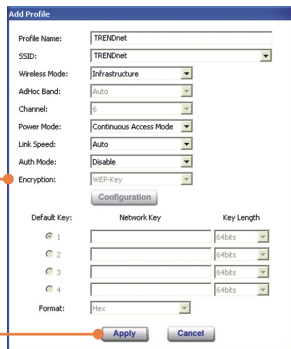 Add Profile
Profile Name: TRENDnet
SSID: TRENDnet
Wireless Mode: Infrastructure
AdHoc Band: Auto
Channel: 6
Power Mode: Continuous Access Mode
Link Speed: Auto
Auth Mode: Disable
Encryption: WEP-Key
Configuration
Default Key: Network Key Key Length
1 64bits
2 64bits
3 64bits
4 64bits
Format: Hex
Apply Cancel